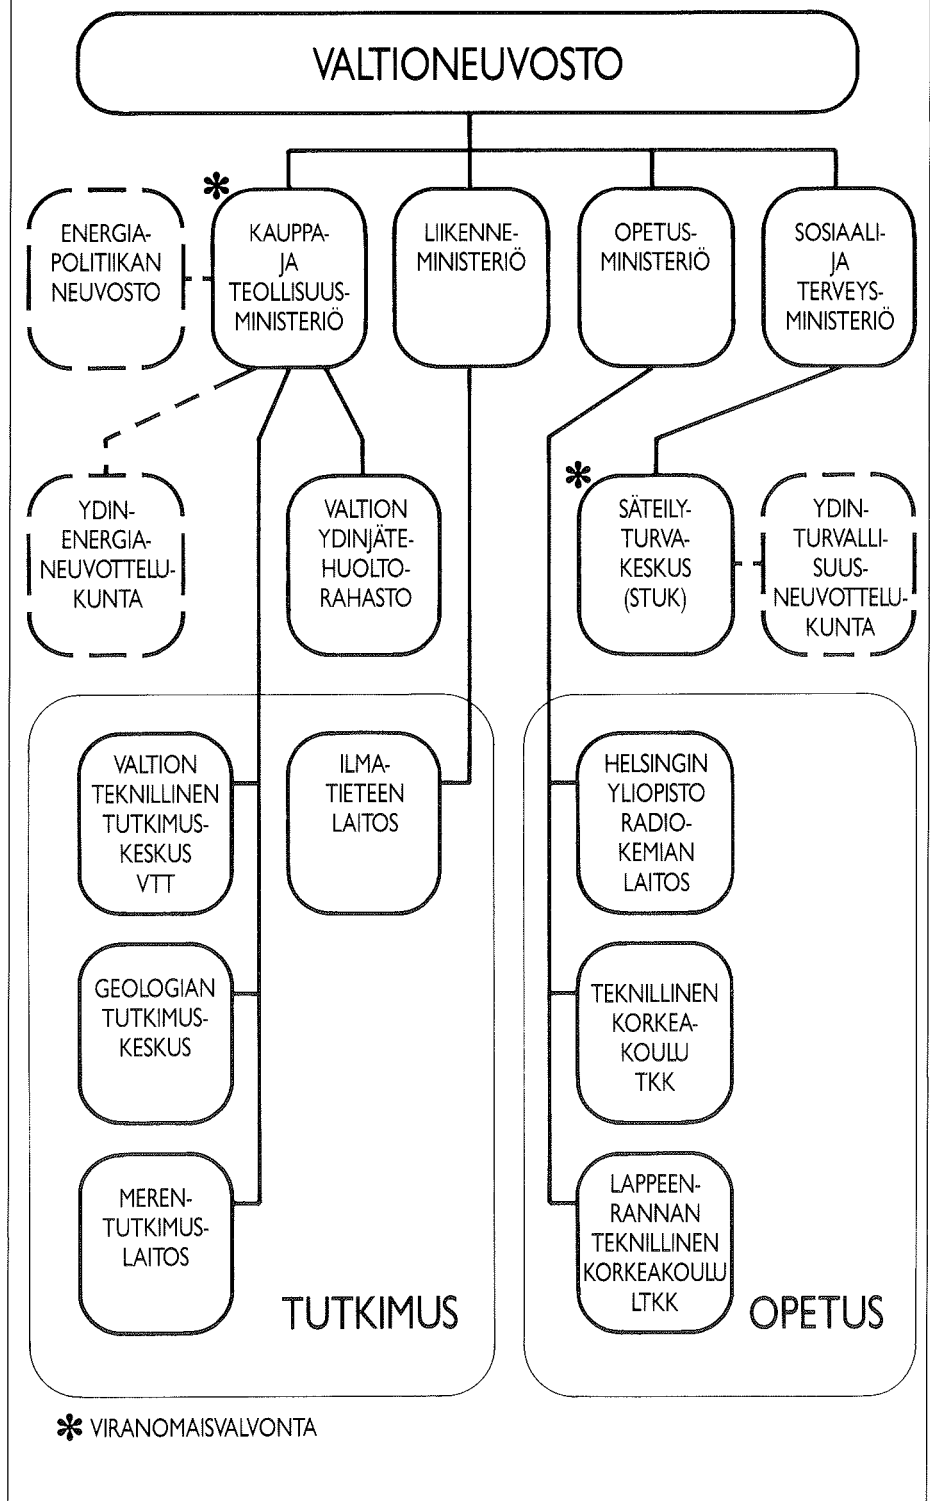 VALTIONEUVOSTO
ENERGIA-
POLITIIKAN
NEUVOSTO
✻
KAUPPA-
JA
TEOLLISUUS-
MINISTERIÖ
LIIKENNE-
MINISTERIÖ
OPETUS-
MINISTERIÖ
SOSIAALI-
JA
TERVEYS-
MINISTERIÖ
YDIN-
ENERGIA-
NEUVOTTELU-
KUNTA
VALTION
YDINJÄTE-
HUOLTO-
RAHASTO
✻
SÄTEILY-
TURVA-
KESKUS
(STUK)
YDIN-
TURVALLI-
SUUS-
NEUVOTTELU-
KUNTA
VALTION
TEKNILLINEN
TUTKIMUS-
KESKUS
VTT
ILMA-
TIETEEN
LAITOS
GEOLOGIAN
TUTKIMUS-
KESKUS
MEREN-
TUTKIMUS-
LAITOS
TUTKIMUS
HELSINGIN
YLIOPISTO
RADIO-
KEMIAN
LAITOS
TEKNILLINEN
KORKEA-
KOULU
TKK
LAPPEEN-
RANNAN
TEKNILLINEN
KORKEAKOULU
LTKK
OPETUS
✻ VIRANOMAISVALVONTA